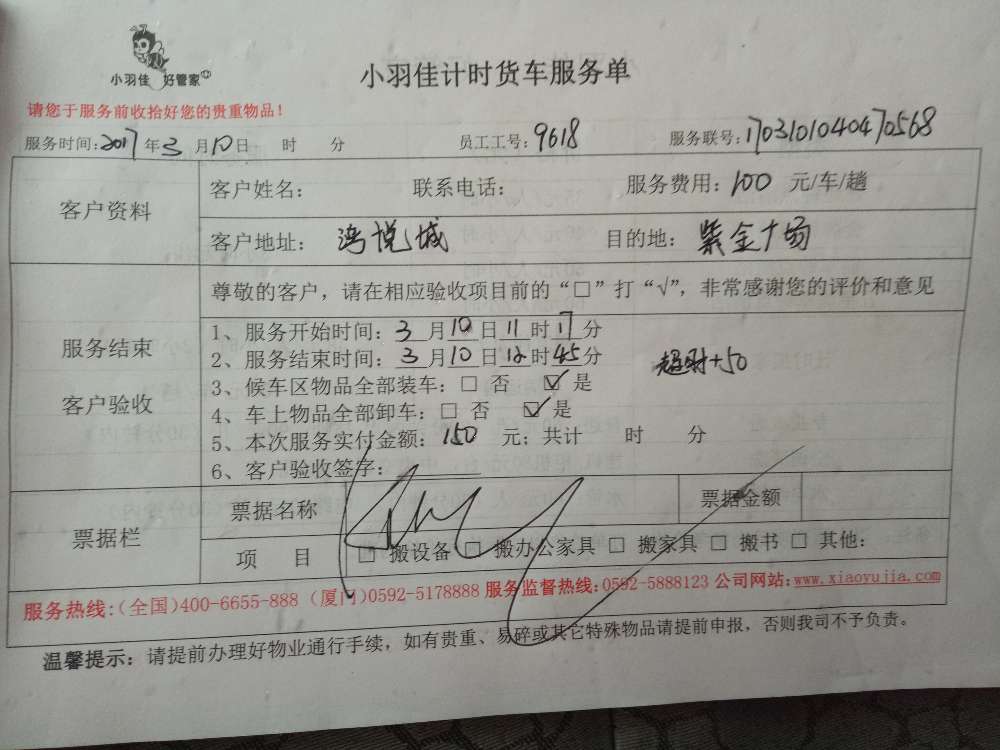 小羽佳 好管家
小羽佳计时货车服务单
请您于服务前收拾好您的贵重物品！
服务时间：2017年3月10日 时 分 员工工号：9618 服务联号：1703101040470568
客户资料
客户姓名： 联系电话： 服务费用：100 元/车/趟
客户地址：湾悦城 目的地：紫金广场
服务结束
客户验收
尊敬的客户，请在相应验收项目前的“□”打“√”，非常感谢您的评价和意见
1、服务开始时间：3月10日11时17分
2、服务结束时间：3月10日12时45分
超时+50
3、候车区物品全部装车：□ 否 ☑ 是
4、车上物品全部卸车：□ 否 ☑ 是
5、本次服务实付金额：150 元；共计 时 分
6、客户验收签字：
票据栏
票据名称 票据金额
项 目 □ 搬设备 □ 搬办公家具 □ 搬家具 □ 搬书 □ 其他：
服务热线：（全国）400-6655-888（厦门）0592-5178888 服务监督热线：0592-5888123 公司网站：www.xiaoyujia.com
温馨提示：请提前办理好物业通行手续，如有贵重、易碎或其它特殊物品请提前申报，否则我司不予负责。